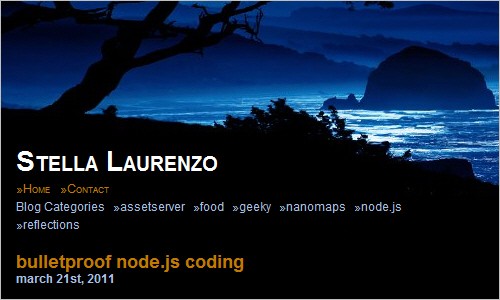 Stella Laurenzo
»Home »Contact
Blog Categories »assetserver »food »geeky »nanomaps »node.js
»reflections
bulletproof node.js coding
march 21st, 2011